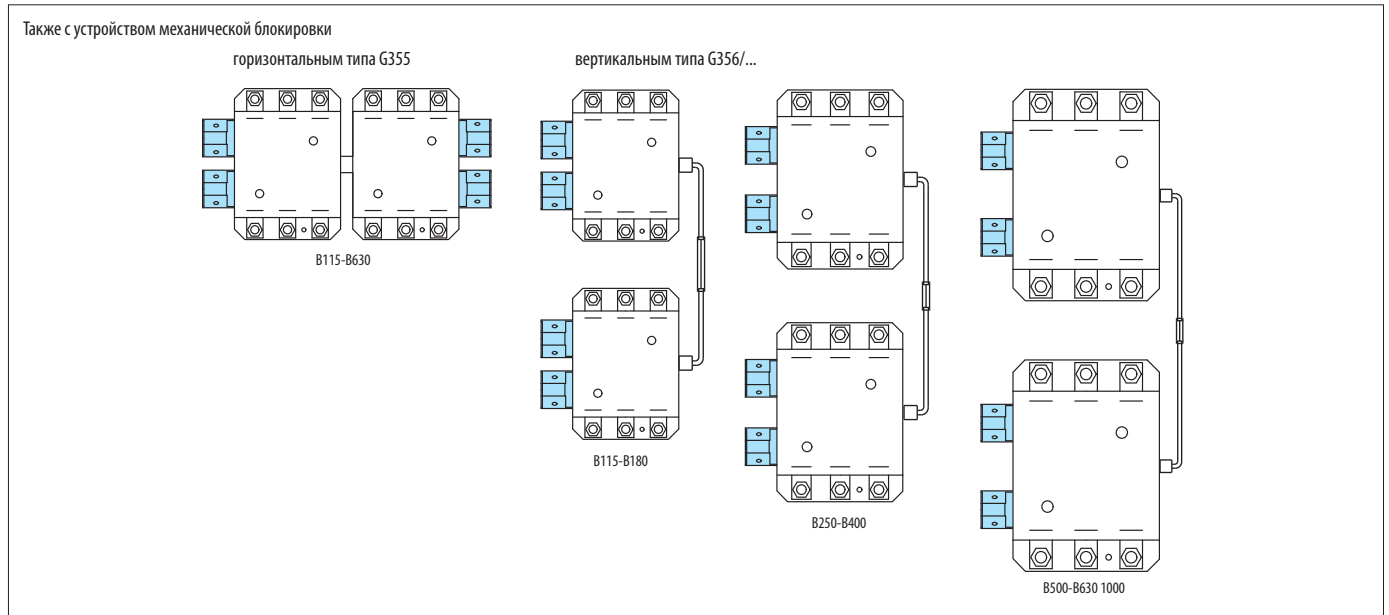 Также с устройством механической блокировки
горизонтальным типа G355
вертикальным типа G356/...
B115-B630
B115-B180
B250-B400
B500-B630 1000